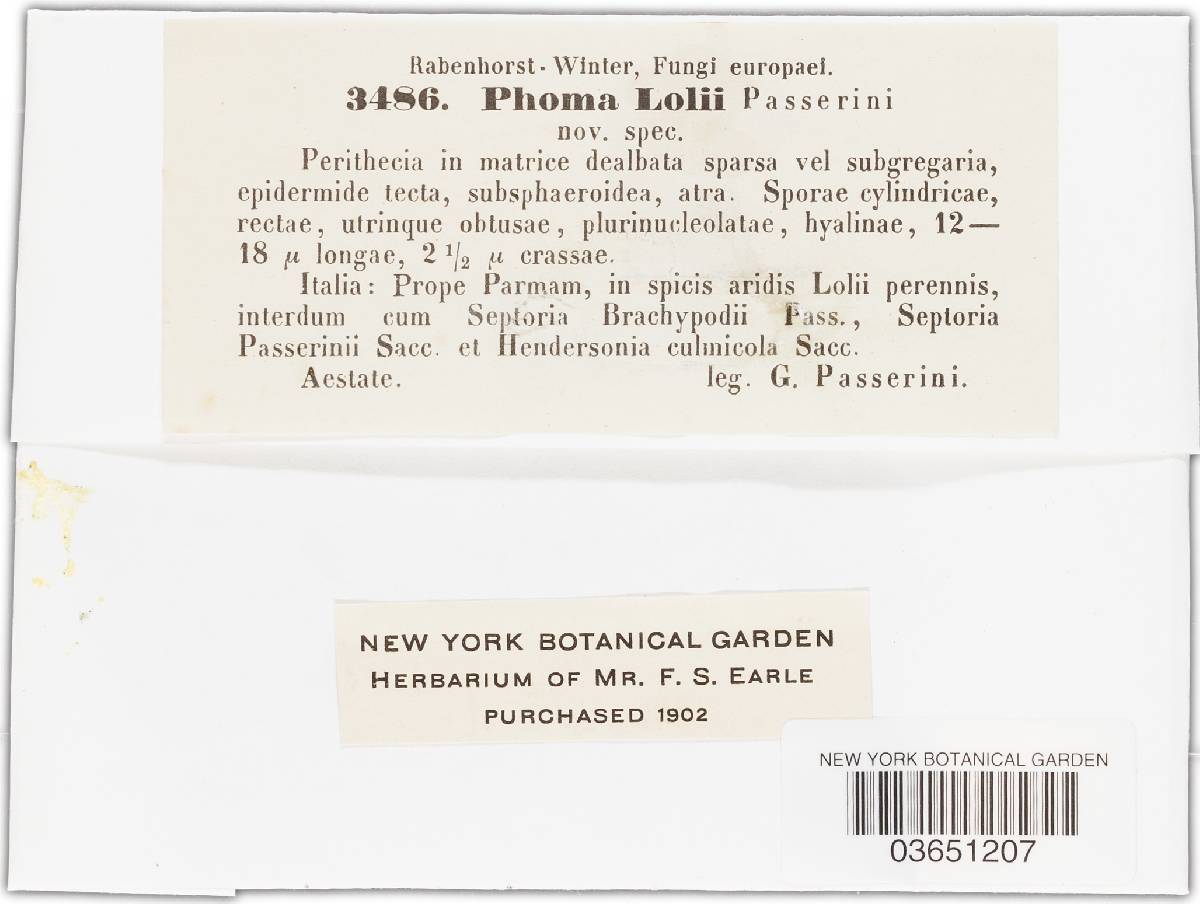 Rabenhorst-Winter, Fungi europaei.
3486. Phoma Lolii Passerini
nov. spec.
Perithecia in matrice dealbata sparsa vel subgregaria,
epidermide tecta, subsphaeroidea, atra. Sporae cylindricae,
rectae, utrinque obtusae, plurinucleolatae, hyalinae, 12—
18 µ longae, 2 1/2 µ crassae.
Italia: Prope Parmam, in spicis aridis Lolii perennis,
interdum cum Septoria Brachypodii Pass., Septoria
Passerinii Sacc. et Hendersonia culmicola Sacc.
Aestate. leg. G. Passerini.
NEW YORK BOTANICAL GARDEN
HERBARIUM OF MR. F. S. EARLE
PURCHASED 1902
NEW YORK BOTANICAL GARDEN
03651207